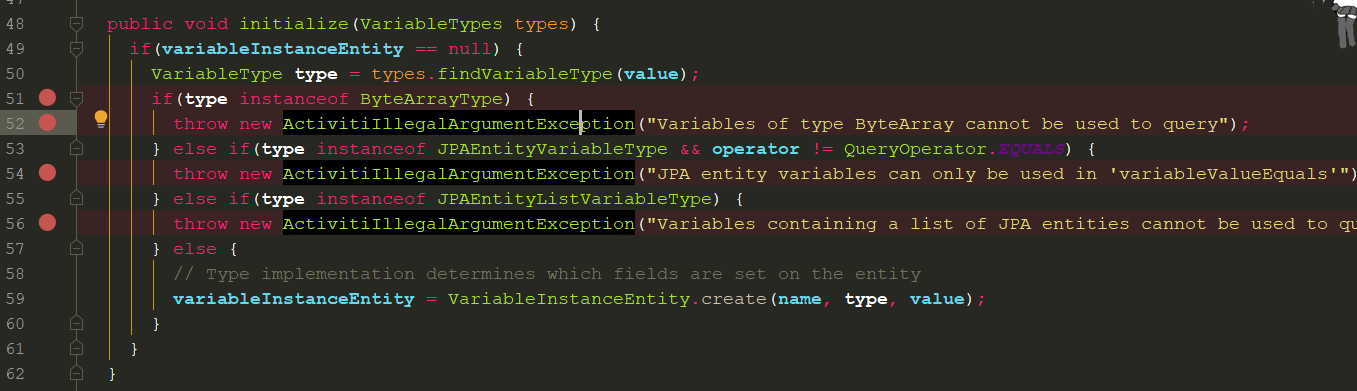 48 public void initialize(VariableTypes types) {
49 if(variableInstanceEntity == null) {
50 VariableType type = types.findVariableType(value);
51 if(type instanceof ByteArrayType) {
52 throw new ActivitiIllegalArgumentException("Variables of type ByteArray cannot be used to query");
53 } else if(type instanceof JPAEntityVariableType && operator != QueryOperator.EQUALS) {
54 throw new ActivitiIllegalArgumentException("JPA entity variables can only be used in 'variableValueEquals'")
55 } else if(type instanceof JPAEntityListVariableType) {
56 throw new ActivitiIllegalArgumentException("Variables containing a list of JPA entities cannot be used to qu
57 } else {
58 // Type implementation determines which fields are set on the entity
59 variableInstanceEntity = VariableInstanceEntity.create(name, type, value);
60 }
61 }
62 }